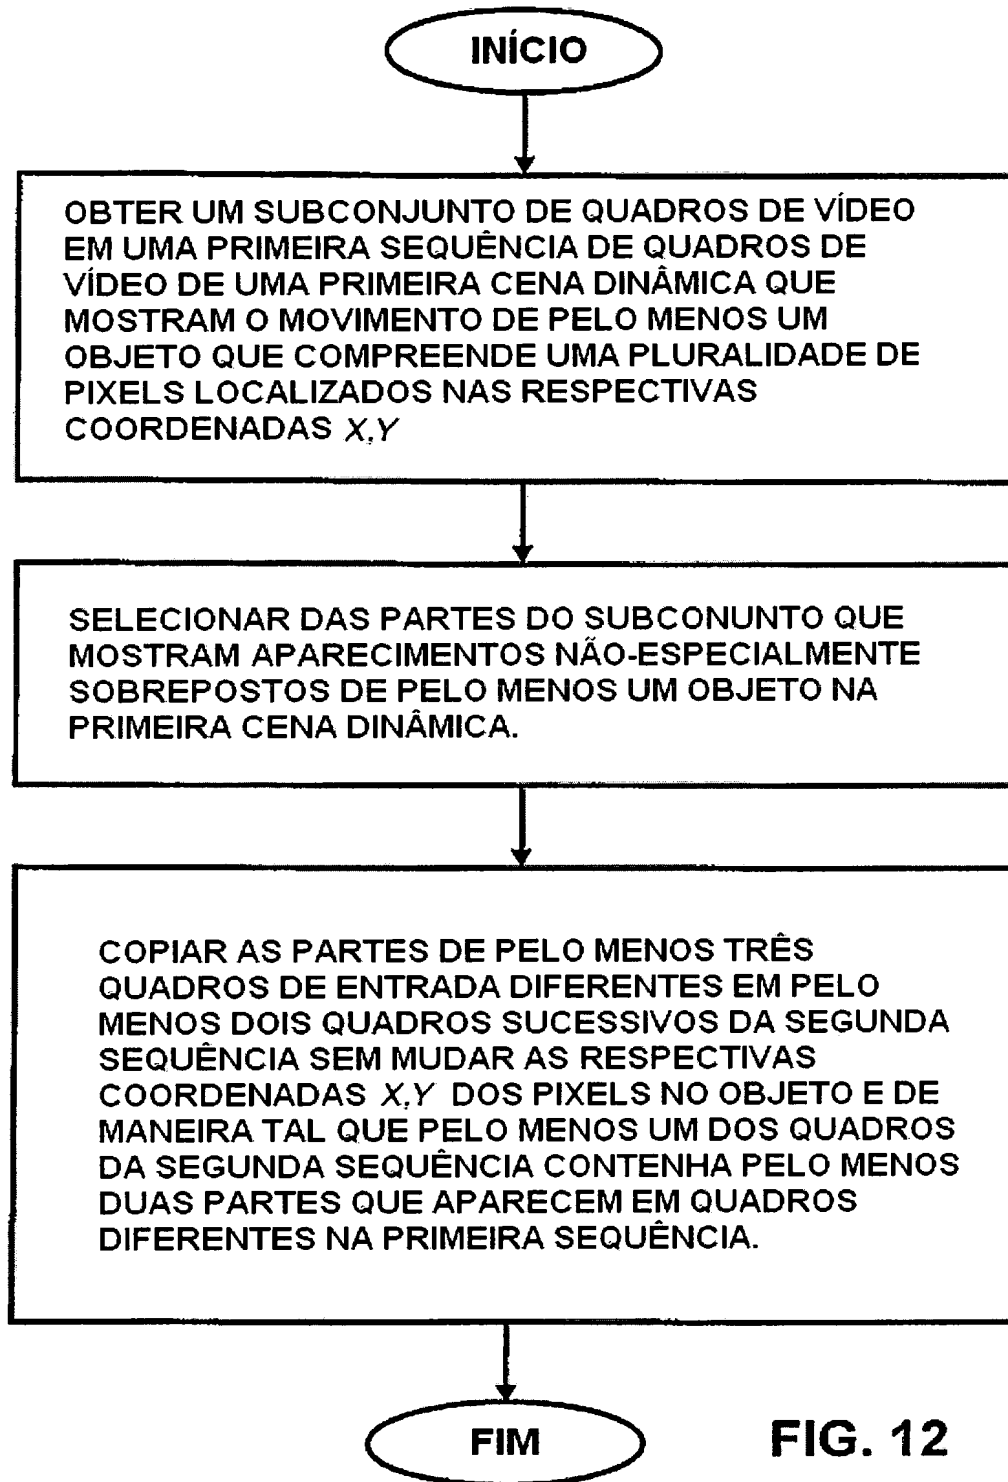 INÍCIO
OBTER UM SUBCONJUNTO DE QUADROS DE VÍDEO
EM UMA PRIMEIRA SEQUÊNCIA DE QUADROS DE
VÍDEO DE UMA PRIMEIRA CENA DINÂMICA QUE
MOSTRAM O MOVIMENTO DE PELO MENOS UM
OBJETO QUE COMPREENDE UMA PLURALIDADE DE
PIXELS LOCALIZADOS NAS RESPECTIVAS
COORDENADAS X,Y
SELECIONAR DAS PARTES DO SUBCONUNTO QUE
MOSTRAM APARECIMENTOS NÃO-ESPECIALMENTE
SOBREPOSTOS DE PELO MENOS UM OBJETO NA
PRIMEIRA CENA DINÂMICA.
COPIAR AS PARTES DE PELO MENOS TRÊS
QUADROS DE ENTRADA DIFERENTES EM PELO
MENOS DOIS QUADROS SUCESSIVOS DA SEGUNDA
SEQUÊNCIA SEM MUDAR AS RESPECTIVAS
COORDENADAS X,Y DOS PIXELS NO OBJETO E DE
MANEIRA TAL QUE PELO MENOS UM DOS QUADROS
DA SEGUNDA SEQUÊNCIA CONTENHA PELO MENOS
DUAS PARTES QUE APARECEM EM QUADROS
DIFERENTES NA PRIMEIRA SEQUÊNCIA.
FIM
FIG. 12